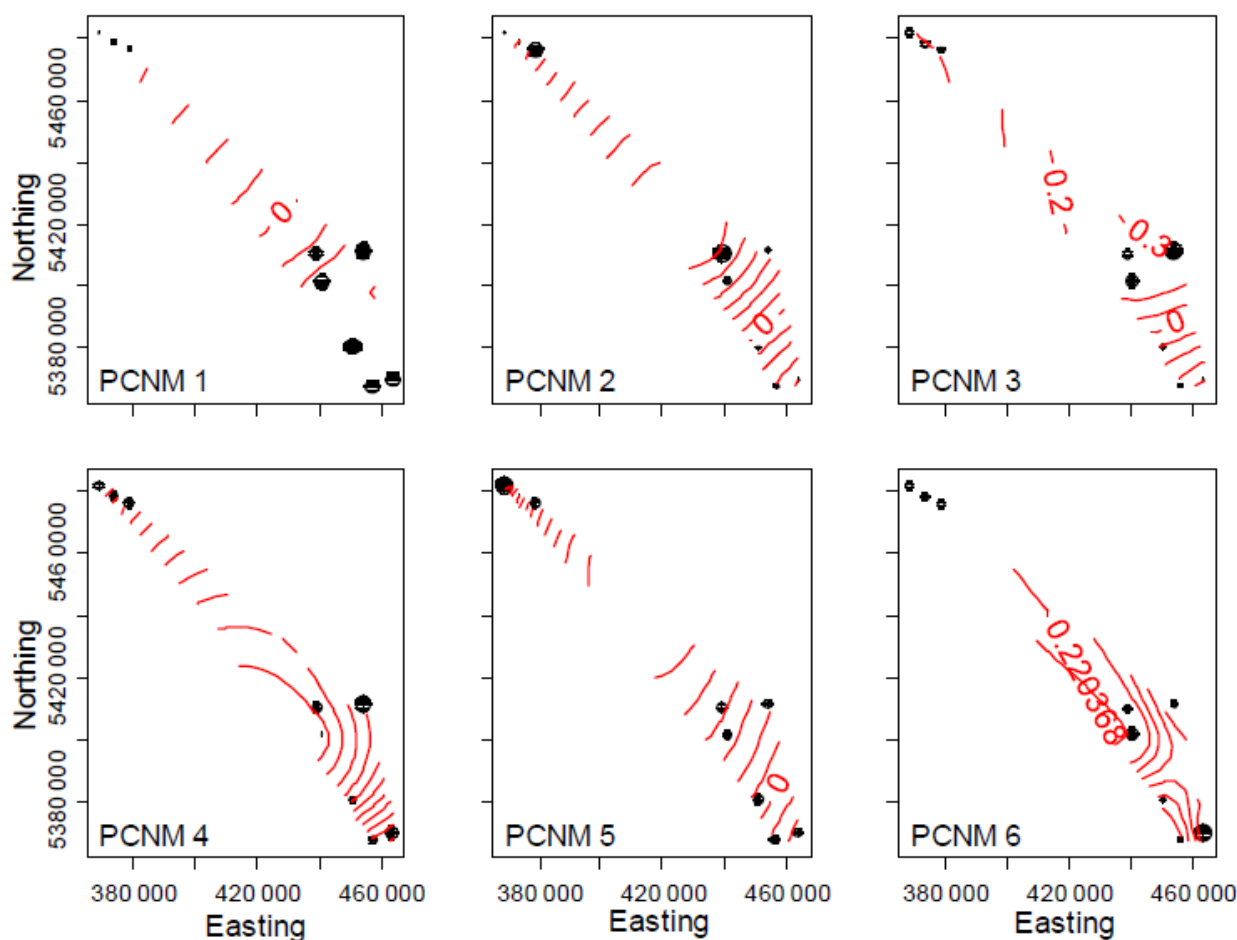 Northing
5380 000 5420 000 5460 000
0.
PCNM 1
0.
PCNM 2
-0.2
-0.3
0.
PCNM 3
Northing
5380 000 5420 000 546 0000
PCNM 4
0
PCNM 5
0.220368
PCNM 6
380 000 420 000 460 000
380 000 420 000 460 000
380 000 420 000 460 000
Easting
Easting
Easting